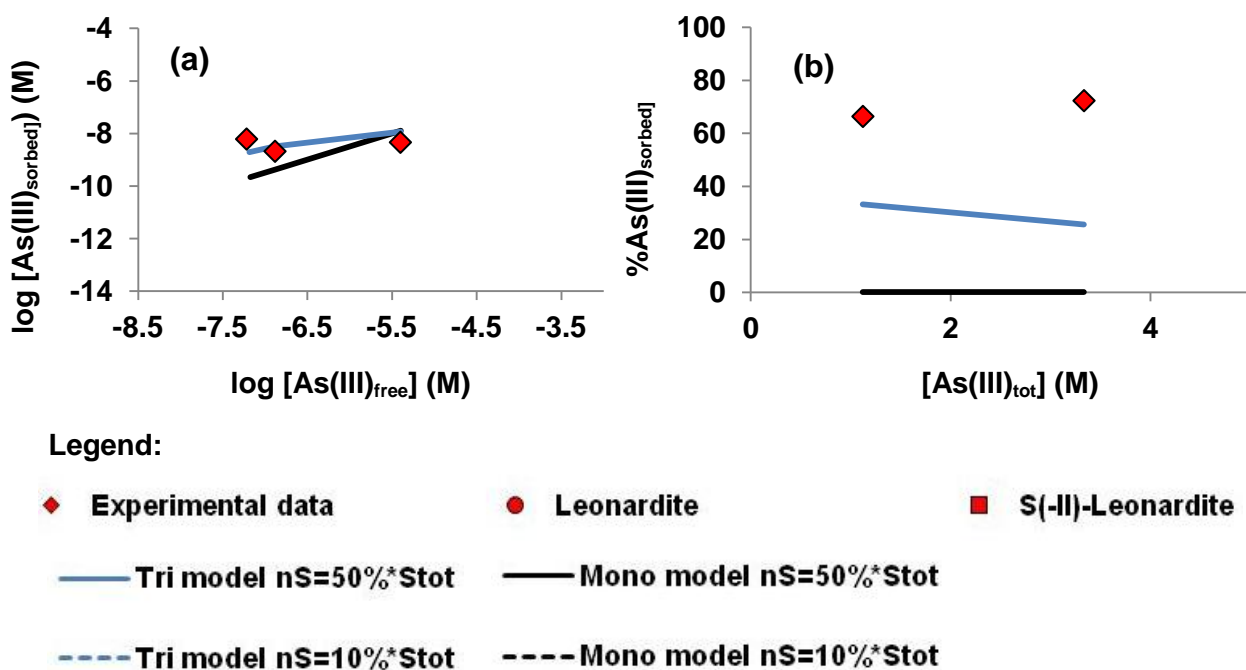 (a)
log [As(III)sorbed]) (M)
-4
-6
-8
-10
-12
-14
-8.5 -7.5 -6.5 -5.5 -4.5 -3.5
log [As(III)free] (M)
(b)
%As(III)sorbed]
100
80
60
40
20
0
0 2 4
[As(III)tot] (M)
Legend:
Experimental data
Leonardite
S(-II)-Leonardite
Tri model nS=50%*Stot
Mono model nS=50%*Stot
Tri model nS=10%*Stot
Mono model nS=10%*Stot